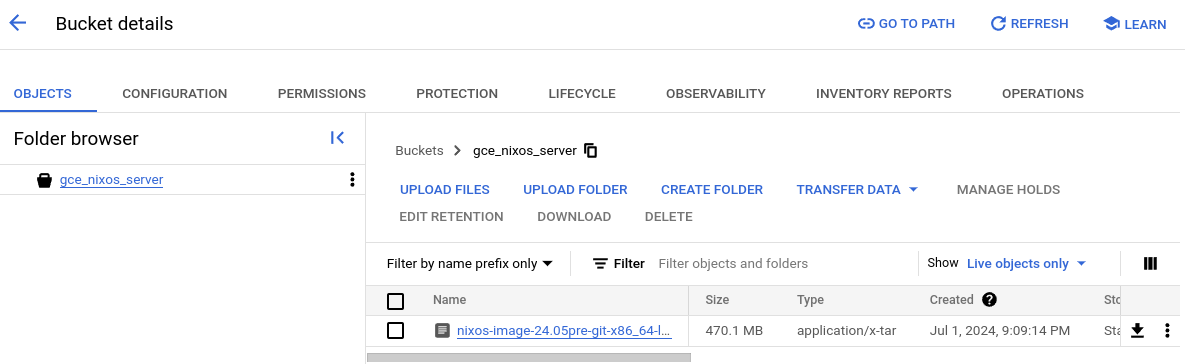 Bucket details
GO TO PATH
REFRESH
LEARN
OBJECTS
CONFIGURATION
PERMISSIONS
PROTECTION
LIFECYCLE
OBSERVABILITY
INVENTORY REPORTS
OPERATIONS
Folder browser
gce_nixos_server
Buckets
gce_nixos_server
UPLOAD FILES
UPLOAD FOLDER
CREATE FOLDER
TRANSFER DATA
MANAGE HOLDS
EDIT RETENTION
DOWNLOAD
DELETE
Filter by name prefix only
Filter
Filter objects and folders
Show
Live objects only
Name
Size
Type
Created
?
Sto
nixos-image-24.05pre-git-x86_64-l...
470.1 MB
application/x-tar
Jul 1, 2024, 9:09:14 PM
Sta